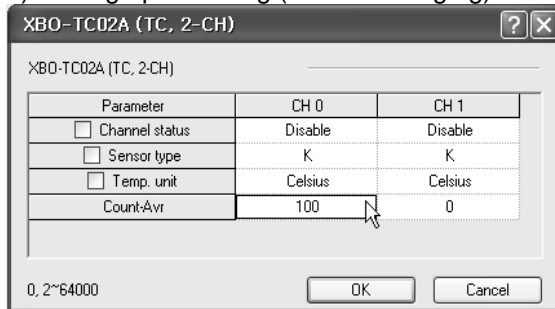 XBO-TC02A (TC, 2-CH)
XBO-TC02A (TC, 2-CH)
Parameter CH 0 CH 1
Channel status Disable Disable
Sensor type K K
Temp. unit Celsius Celsius
Count-Avr 100 0
0, 2~64000 OK Cancel